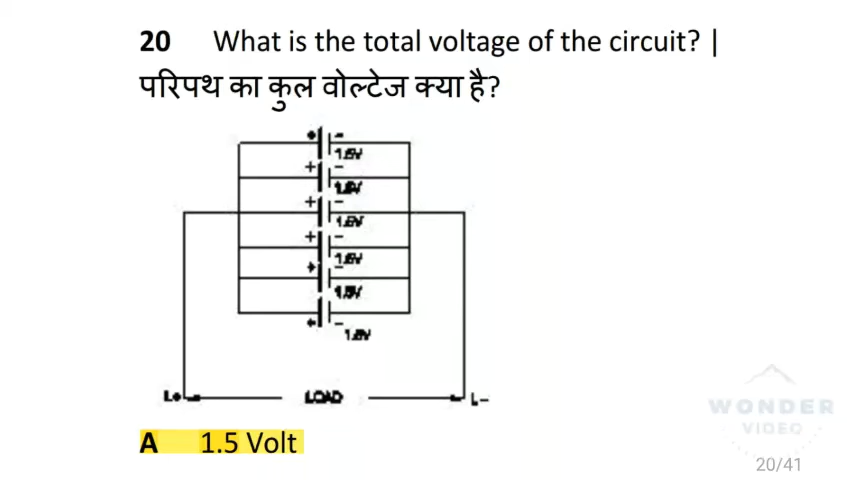 20 What is the total voltage of the circuit? |
परिपथ का कुल वोल्टेज क्या है?
+ -
1.5V
+ -
1.5V
+ -
1.5V
+ -
1.5V
+ -
1.5V
+ -
1.5V
L+ LOAD L-
A 1.5 Volt
WONDER
VIDEO
20/41